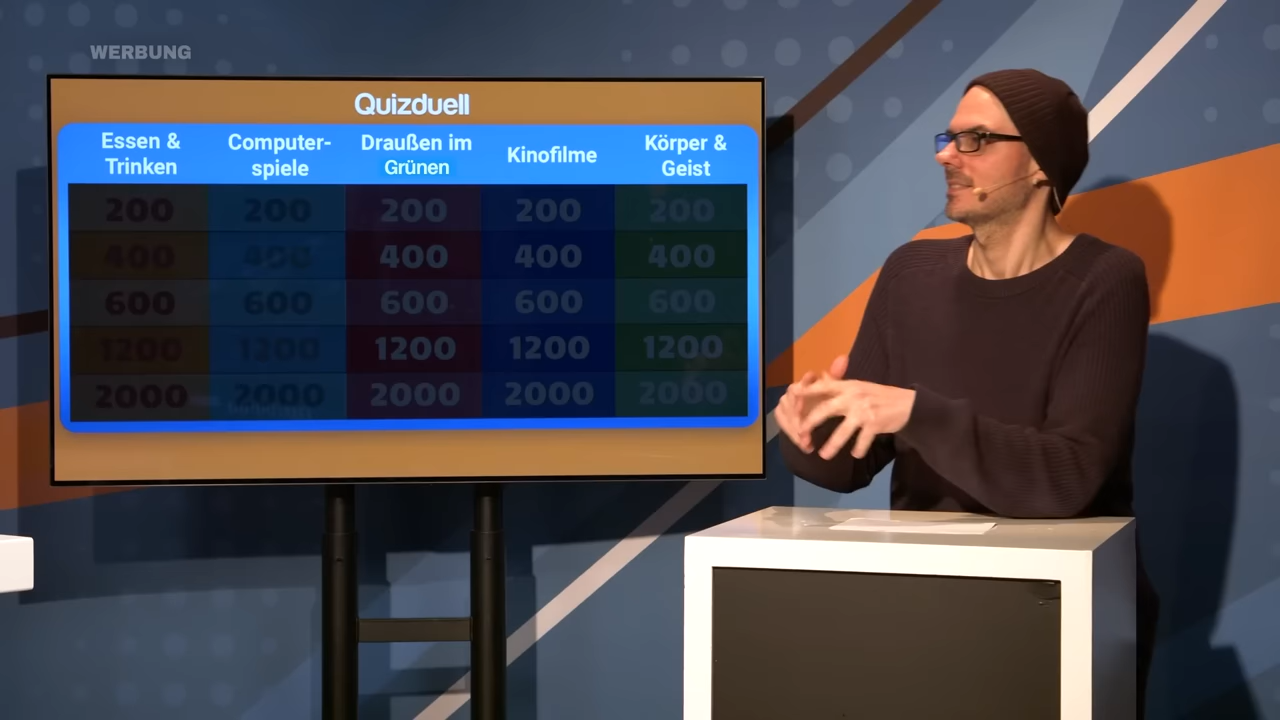 WERBUNG
Quizduell
Essen &
Trinken
Computer-
spiele
Draußen im
Grünen
Kinofilme
Körper &
Geist
200 200 200 200 200
400 400 400 400 400
600 600 600 600 600
1200 1200 1200 1200 1200
2000 2000 2000 2000 2000